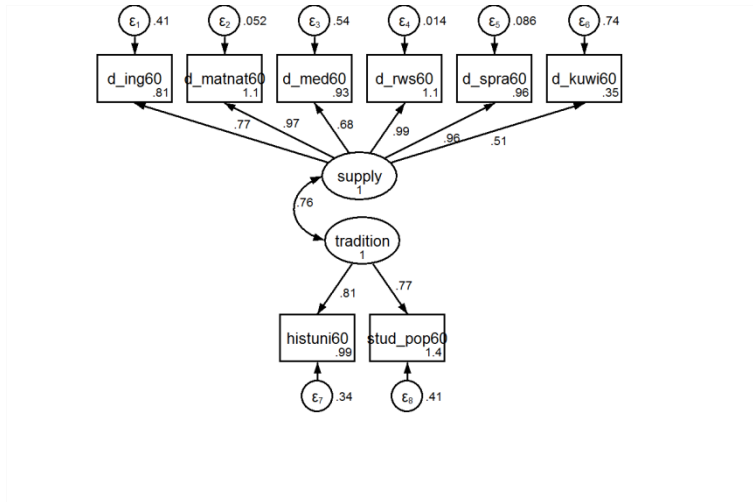 ε1 .41 ε2 .052 ε3 .54 ε4 .014 ε5 .086 ε6 .74
d_ing60 d_matnat60 d_med60 d_rws60 d_spra60 d_kuwi60
.81 1.1 .93 1.1 .96 .35
.77 .97 .68 .99 .96 .51
supply
1
.76
tradition
1
.81 .77
histuni60 stud_pop60
.99 1.4
ε7 .34 ε8 .41